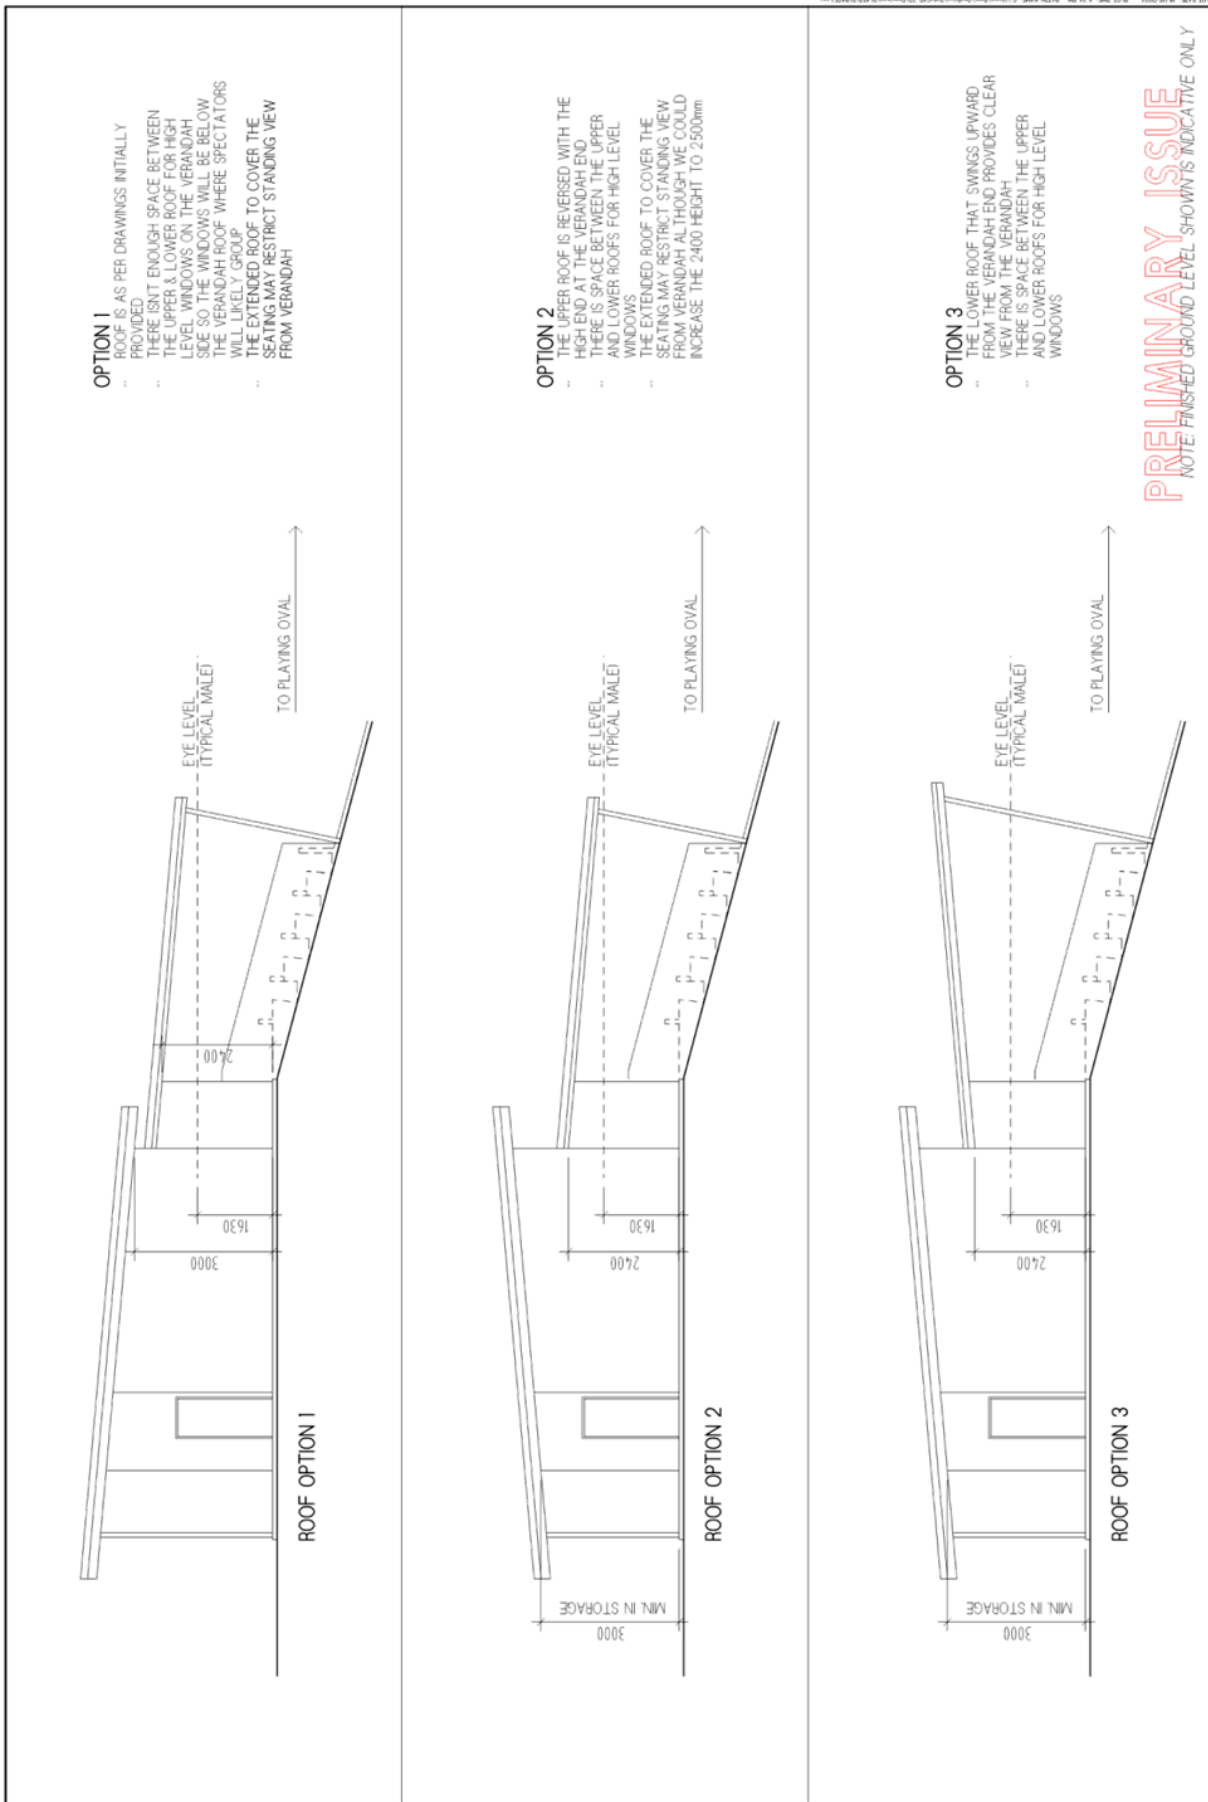 OPTION 1
ROOF IS AS PER DRAWINGS INITIALLY
PROVIDED
THERE ISN'T ENOUGH SPACE BETWEEN
THE UPPER & LOWER ROOF FOR HIGH
LEVEL WINDOWS ON THE VERANDAH
SIDE SO THE WINDOWS WILL BE BELOW
THE VERANDAH ROOF WHERE SPECTATORS
WILL LIKELY GROUP
THE EXTENDED ROOF TO COVER THE
SEATING MAY RESTRICT STANDING VIEW
FROM VERANDAH
EYE LEVEL
(TYPICAL MALE)
TO PLAYING OVAL
2400
1630
3000
ROOF OPTION 1
OPTION 2
THE UPPER ROOF IS REVERSED WITH THE
HIGH END AT THE VERANDAH END
THERE IS SPACE BETWEEN THE UPPER
AND LOWER ROOFS FOR HIGH LEVEL
WINDOWS
THE EXTENDED ROOF TO COVER THE
SEATING MAY RESTRICT STANDING VIEW
FROM VERANDAH ALTHOUGH WE COULD
INCREASE THE 2400 HEIGHT TO 2500mm
EYE LEVEL
(TYPICAL MALE)
TO PLAYING OVAL
1630
2400
3000
MIN. IN STORAGE
ROOF OPTION 2
OPTION 3
THE LOWER ROOF THAT SWINGS UPWARD
FROM THE VERANDAH END PROVIDES CLEAR
VIEW FROM THE VERANDAH
THERE IS SPACE BETWEEN THE UPPER
AND LOWER ROOFS FOR HIGH LEVEL
WINDOWS
EYE LEVEL
(TYPICAL MALE)
TO PLAYING OVAL
1630
2400
3000
MIN. IN STORAGE
ROOF OPTION 3
PRELIMINARY ISSUE
NOTE: FINISHED GROUND LEVEL SHOWN IS INDICATIVE ONLY